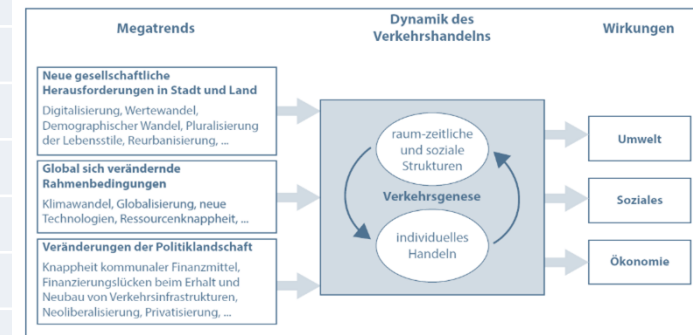 Megatrends
Dynamik des
Verkehrshandelns
Wirkungen
Neue gesellschaftliche
Herausforderungen in Stadt und Land
Digitalisierung, Wertewandel,
Demographischer Wandel, Pluralisierung
der Lebensstile, Reurbanisierung, ...
Global sich verändernde
Rahmenbedingungen
Klimawandel, Globalisierung, neue
Technologien, Ressourcenknappheit, ...
Veränderungen der Politiklandschaft
Knappheit kommunaler Finanzmittel,
Finanzierungslücken beim Erhalt und
Neubau von Verkehrsinfrastrukturen,
Neoliberalisierung, Privatisierung, ...
raum-zeitliche
und soziale
Strukturen
Verkehrsgenese
individuelles
Handeln
Umwelt
Soziales
Ökonomie